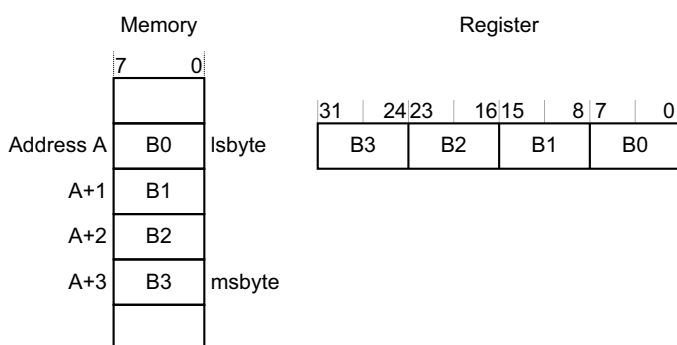 Memory
Register
7 0
31 24 23 16 15 8 7 0
Address A B0 lsbyte
B3 B2 B1 B0
A+1 B1
A+2 B2
A+3 B3 msbyte